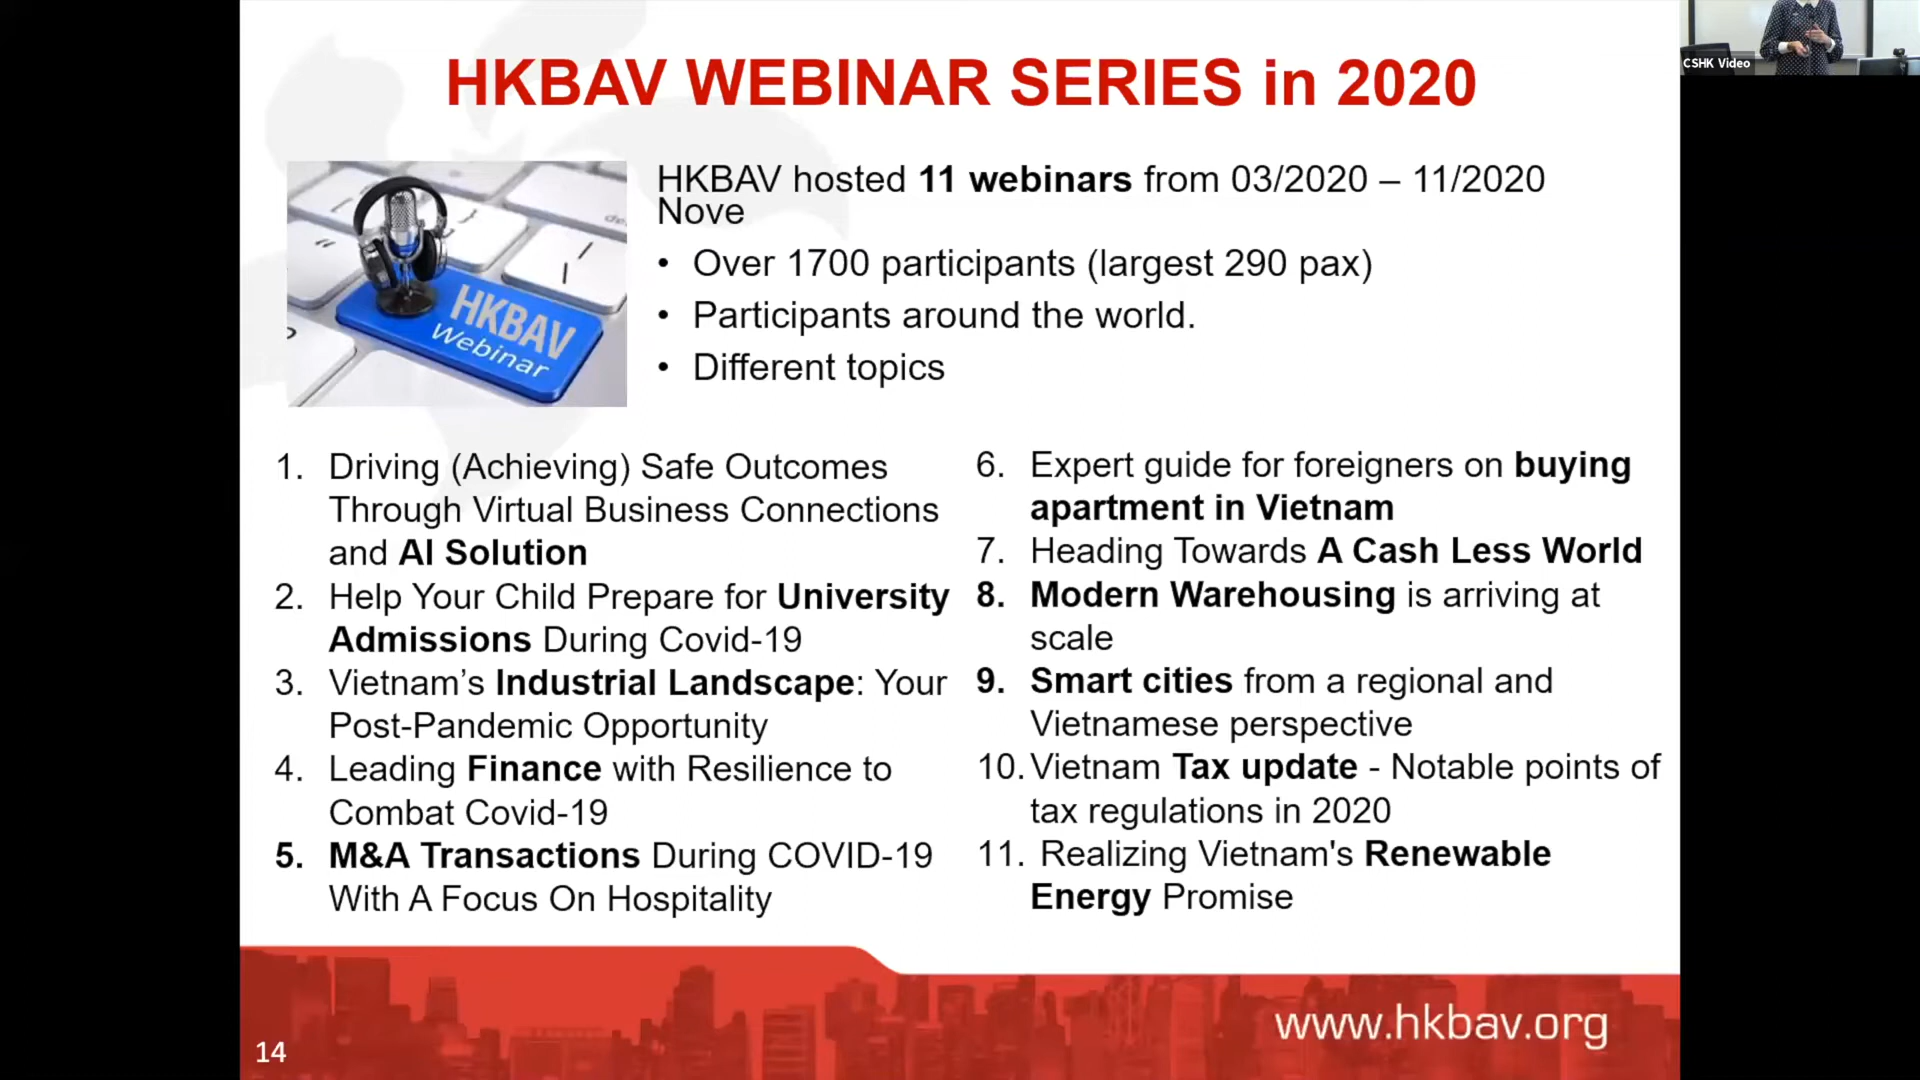 CSHK Video
HKBAV WEBINAR SERIES in 2020
HKBAV
Webinar
HKBAV hosted 11 webinars from 03/2020 – 11/2020
Nove
• Over 1700 participants (largest 290 pax)
• Participants around the world.
• Different topics
1. Driving (Achieving) Safe Outcomes
Through Virtual Business Connections
and AI Solution
2. Help Your Child Prepare for University
Admissions During Covid-19
3. Vietnam’s Industrial Landscape: Your
Post-Pandemic Opportunity
4. Leading Finance with Resilience to
Combat Covid-19
5. M&A Transactions During COVID-19
With A Focus On Hospitality
6. Expert guide for foreigners on buying
apartment in Vietnam
7. Heading Towards A Cash Less World
8. Modern Warehousing is arriving at
scale
9. Smart cities from a regional and
Vietnamese perspective
10. Vietnam Tax update - Notable points of
tax regulations in 2020
11. Realizing Vietnam's Renewable
Energy Promise
www.hkbav.org
14